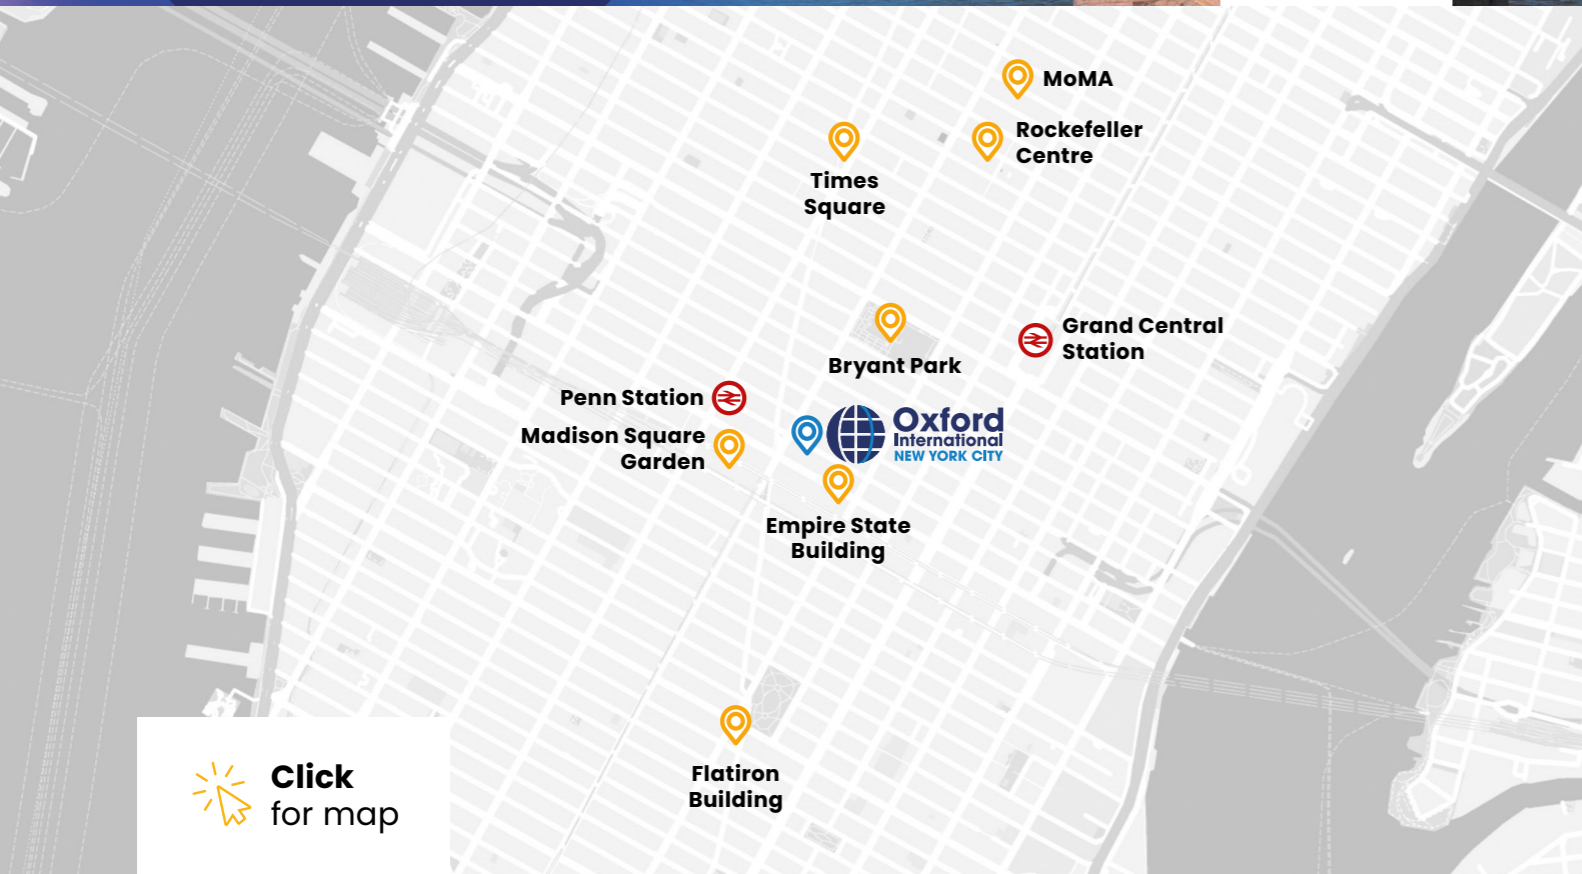 MoMA
Rockefeller
Centre
Times
Square
Grand Central
Station
Bryant Park
Penn Station
Madison Square
Garden
Oxford
International
NEW YORK CITY
Empire State
Building
Flatiron
Building
Click
for map